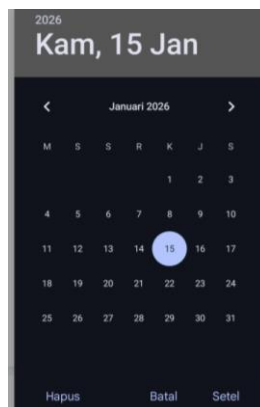 2026
Kam, 15 Jan
Januari 2026
M S S R K J S
1 2 3
4 5 6 7 8 9 10
11 12 13 14 15 16 17
18 19 20 21 22 23 24
25 26 27 28 29 30 31
Hapus Batal Setel